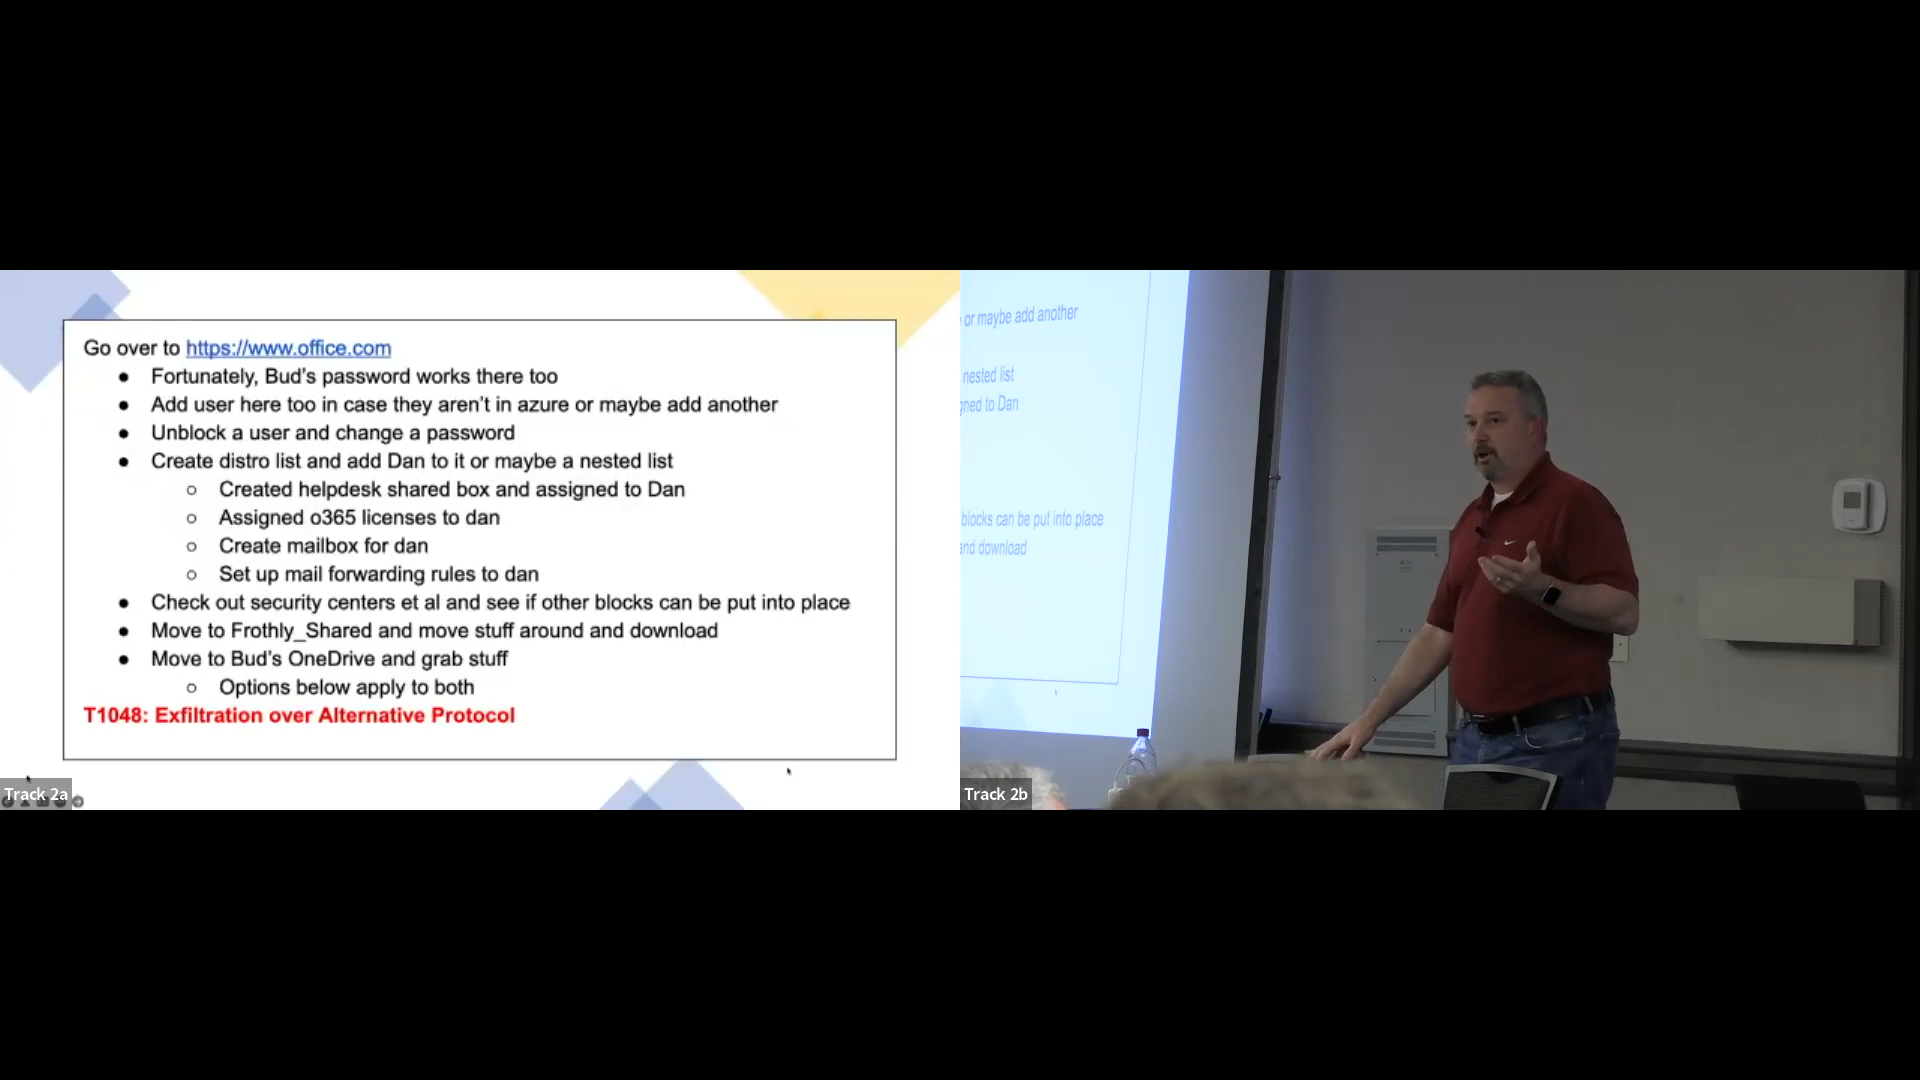 Go over to https://www.office.com
● Fortunately, Bud's password works there too
● Add user here too in case they aren't in azure or maybe add another
● Unblock a user and change a password
● Create distro list and add Dan to it or maybe a nested list
○ Created helpdesk shared box and assigned to Dan
○ Assigned o365 licenses to dan
○ Create mailbox for dan
○ Set up mail forwarding rules to dan
● Check out security centers et al and see if other blocks can be put into place
● Move to Frothly_Shared and move stuff around and download
● Move to Bud's OneDrive and grab stuff
○ Options below apply to both
T1048: Exfiltration over Alternative Protocol
Track 2a
or maybe add another
nested list
gned to Dan
blocks can be put into place
and download
Track 2b